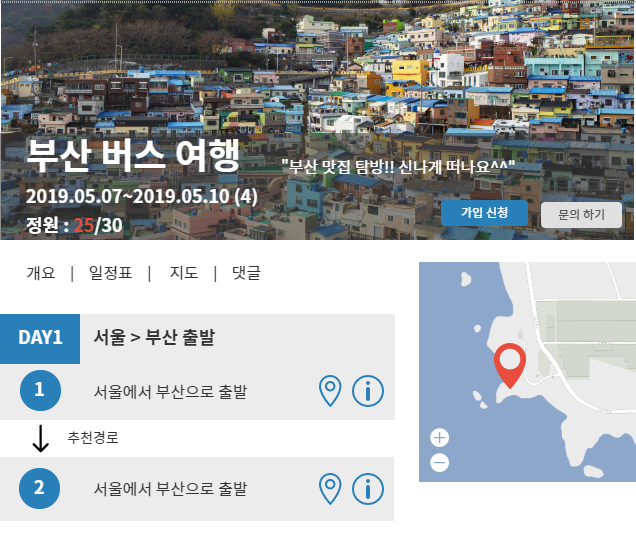 부산 버스 여행
"부산 맛집 탐방!! 신나게 떠나요^^"
2019.05.07~2019.05.10 (4)
정원 : 25/30
가입 신청
문의 하기
개요 | 일정표 | 지도 | 댓글
DAY1 서울 > 부산 출발
1 서울에서 부산으로 출발
추천경로
2 서울에서 부산으로 출발